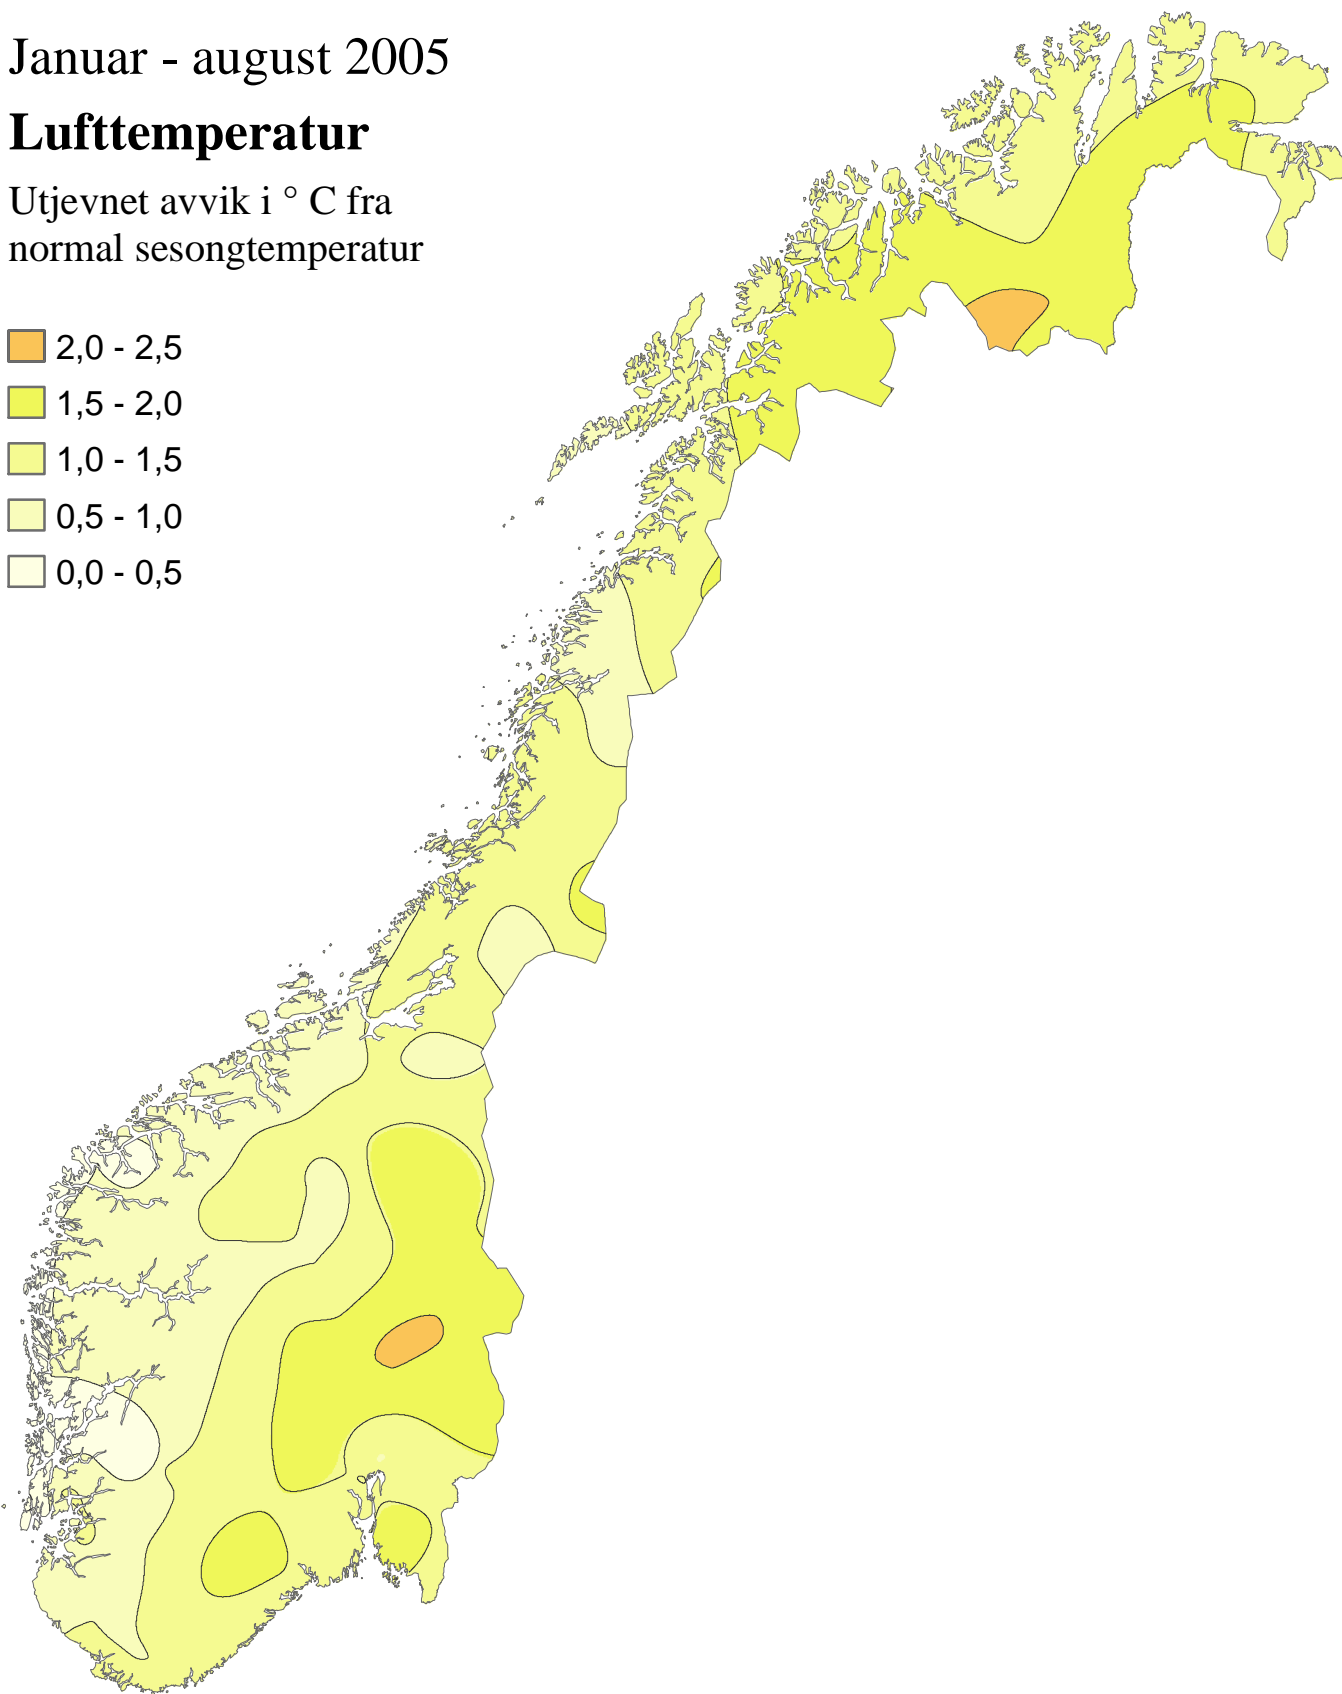 Januar - august 2005
Lufttemperatur
Utjevnet avvik i ° C fra
normal sesongtemperatur
2,0 - 2,5
1,5 - 2,0
1,0 - 1,5
0,5 - 1,0
0,0 - 0,5